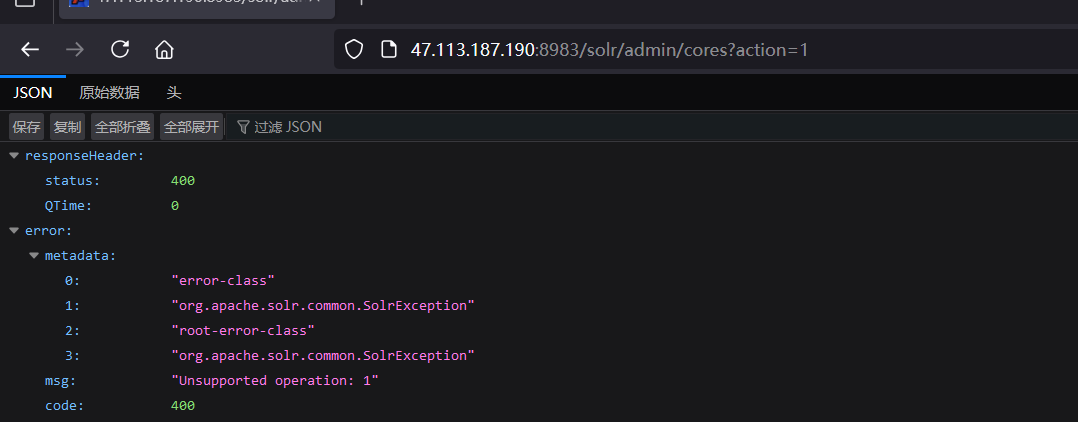 47.113.187.190:8983/solr/admin/cores?action=1
JSON 原始数据 头
保存 复制 全部折叠 全部展开 过滤 JSON
responseHeader:
status: 400
QTime: 0
error:
metadata:
0: "error-class"
1: "org.apache.solr.common.SolrException"
2: "root-error-class"
3: "org.apache.solr.common.SolrException"
msg: "Unsupported operation: 1"
code: 400